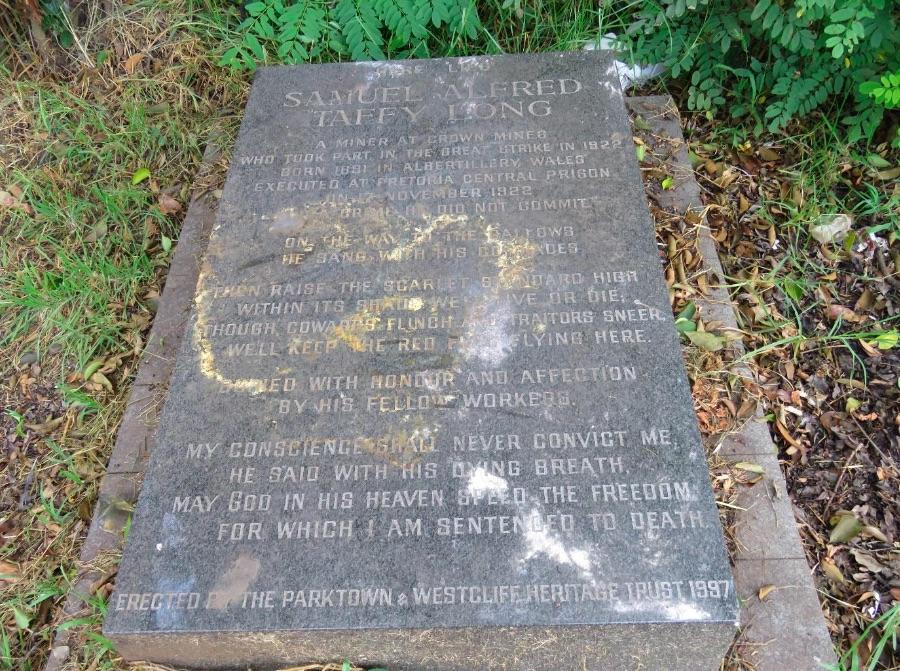 HERE LIES
SAMUEL ALFRED
TAFFY LONG
A MINER AT CROWN MINES
WHO TOOK PART IN THE GREAT STRIKE IN 1922
BORN 1891 IN ABERTILLERY, WALES
EXECUTED AT PRETORIA CENTRAL PRISON
NOVEMBER 1922
HE DID NOT COMMIT.
ON THE WAY TO THE GALLOWS
HE SANG WITH HIS COMRADES
THEN RAISE THE SCARLET STANDARD HIGH
WITHIN ITS SHADE WE'LL LIVE OR DIE,
THOUGH COWARDS FLINCH AND TRAITORS SNEER,
WE'LL KEEP THE RED FLAG FLYING HERE.
WITH HONOUR AND AFFECTION
BY HIS FELLOW WORKERS.
MY CONSCIENCE SHALL NEVER CONVICT ME,
HE SAID WITH HIS DYING BREATH,
MAY GOD IN HIS HEAVEN SPEED THE FREEDOM
FOR WHICH I AM SENTENCED TO DEATH.
ERECTED BY THE PARKTOWN & WESTCLIFF HERITAGE TRUST 1997